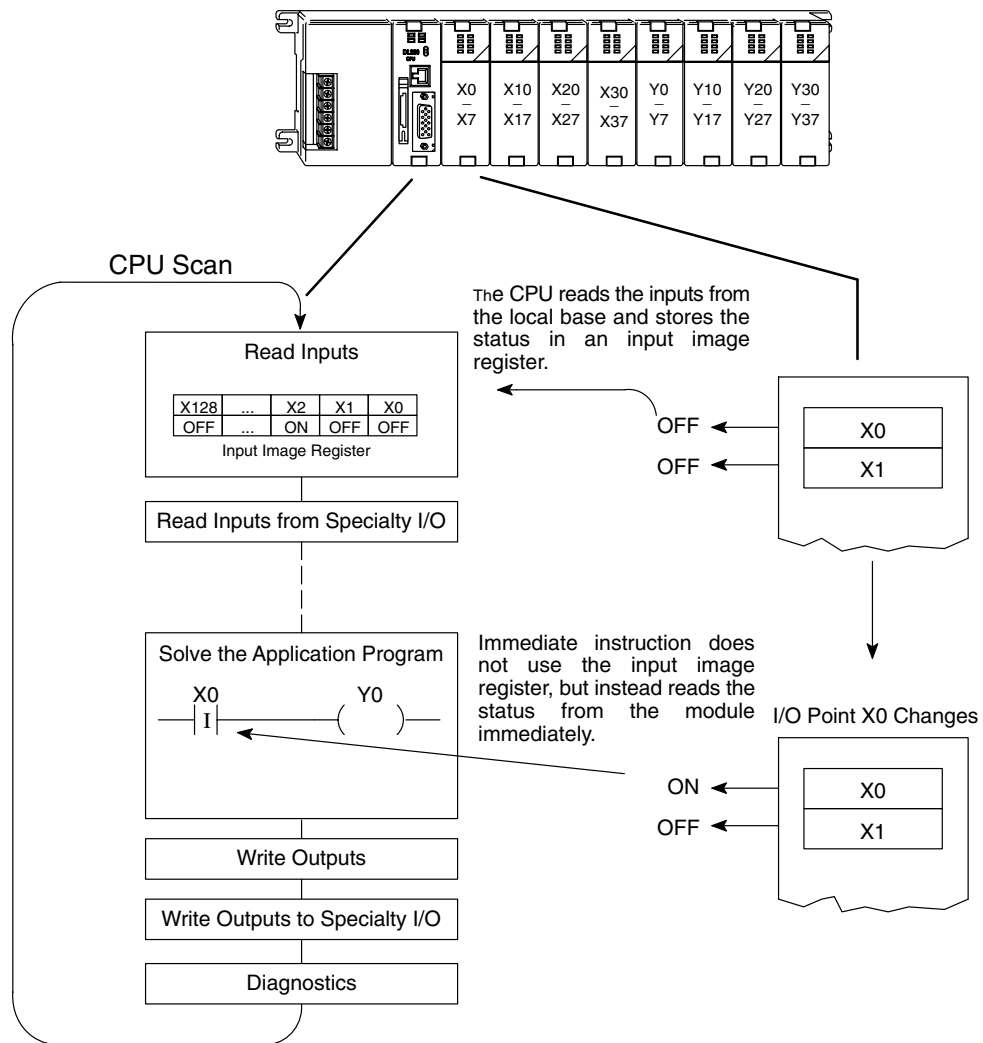 DL250
CPU
X0 – X7
X10 – X17
X20 – X27
X30 – X37
Y0 – Y7
Y10 – Y17
Y20 – Y27
Y30 – Y37
CPU Scan
The CPU reads the inputs from
the local base and stores the
status in an input image
register.
Read Inputs
X128 ... X2 X1 X0
OFF ... ON OFF OFF
Input Image Register
OFF X0
OFF X1
Read Inputs from Specialty I/O
Solve the Application Program
X0 Y0
I
Immediate instruction does
not use the input image
register, but instead reads the
status from the module
immediately.
I/O Point X0 Changes
ON X0
OFF X1
Write Outputs
Write Outputs to Specialty I/O
Diagnostics